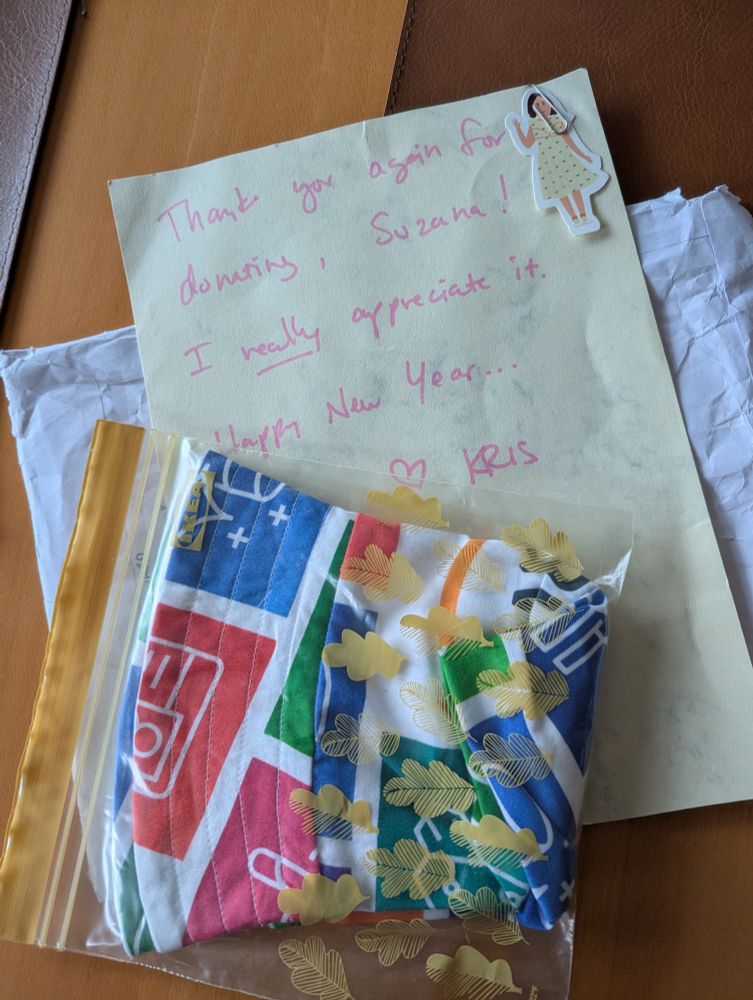 Thank you again for
donating, Suzana!
I really appreciate it.
Happy New Year...
♡ KRIS
IKEA